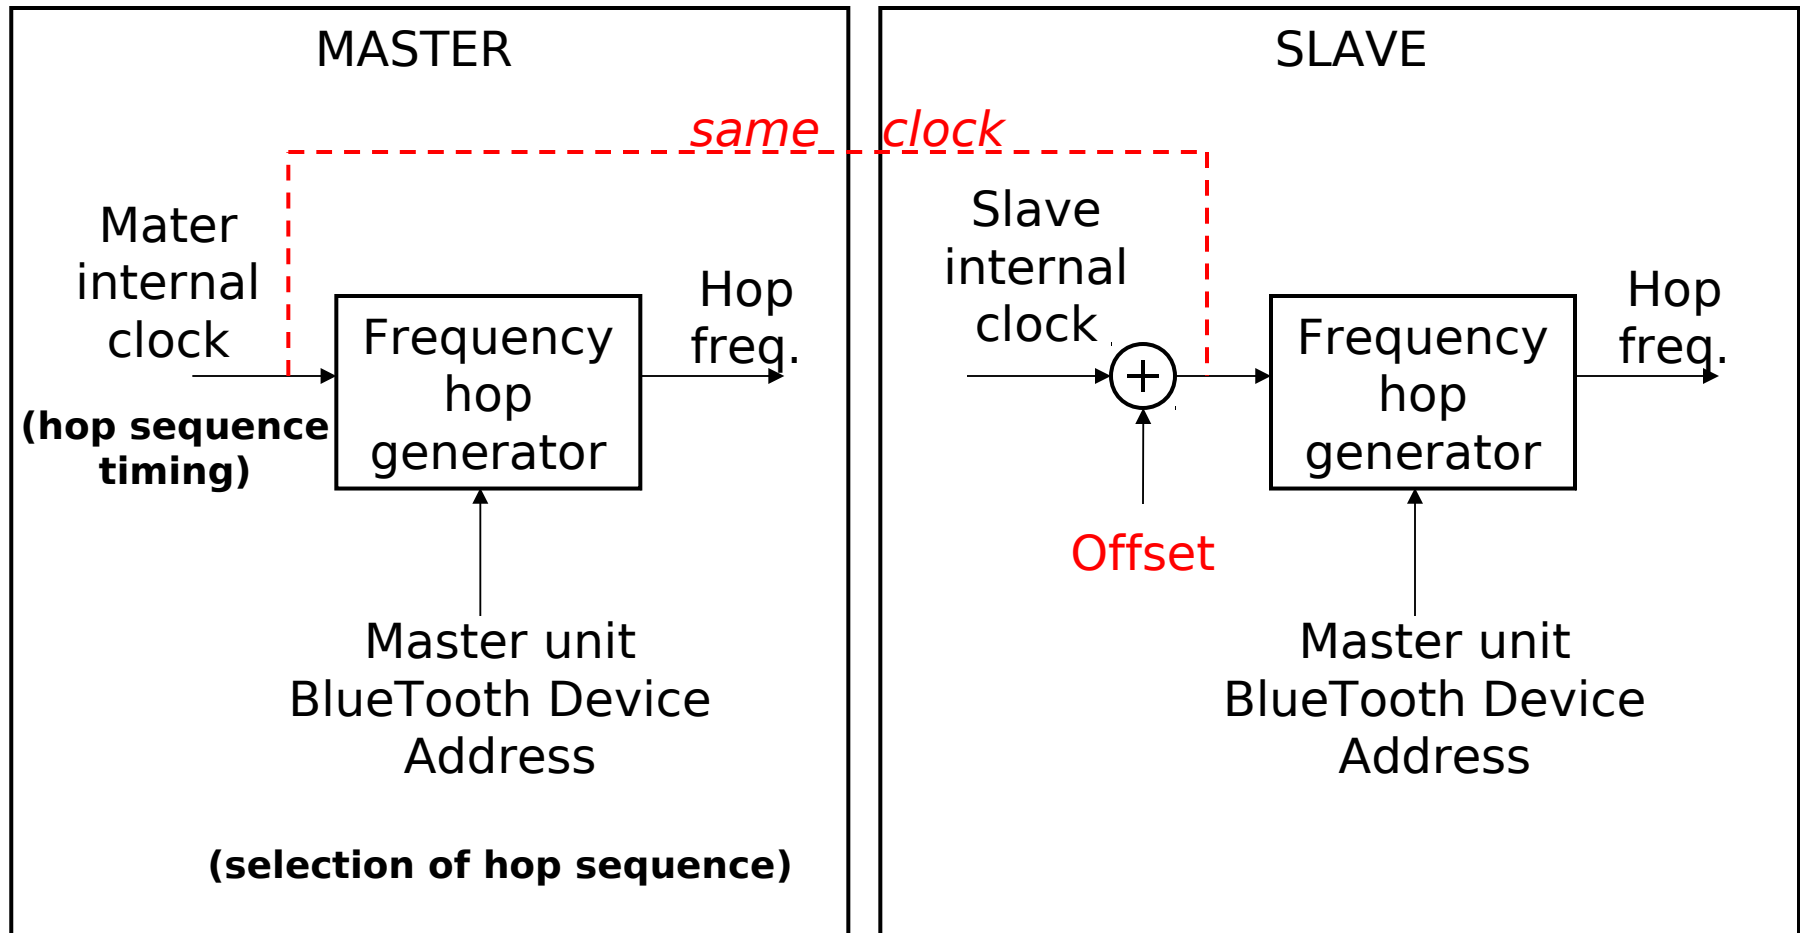 MASTER
same
Mater
internal
clock
(hop sequence
timing)
Frequency
hop
generator
Hop
freq.
Master unit
BlueTooth Device
Address
(selection of hop sequence)
SLAVE
clock
Slave
internal
clock
+
Offset
Frequency
hop
generator
Hop
freq.
Master unit
BlueTooth Device
Address